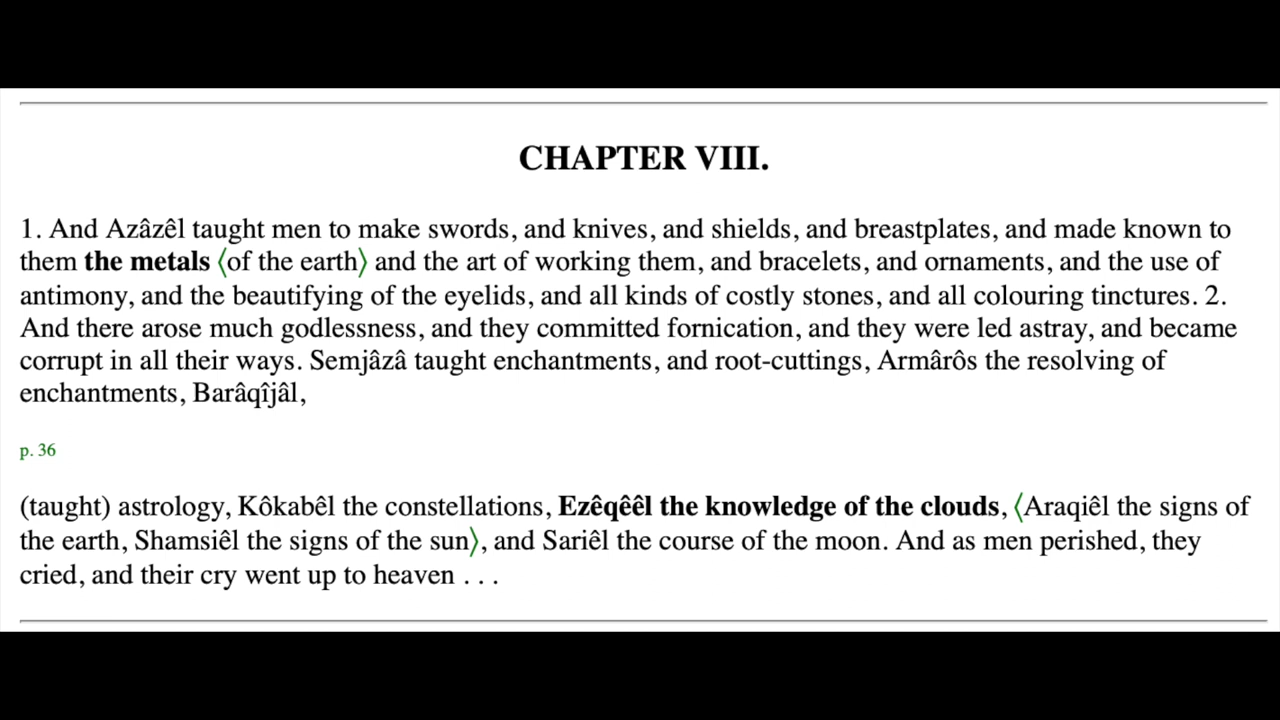 CHAPTER VIII.
1. And Azâzêl taught men to make swords, and knives, and shields, and breastplates, and made known to
them the metals 〈of the earth〉 and the art of working them, and bracelets, and ornaments, and the use of
antimony, and the beautifying of the eyelids, and all kinds of costly stones, and all colouring tinctures. 2.
And there arose much godlessness, and they committed fornication, and they were led astray, and became
corrupt in all their ways. Semjâzâ taught enchantments, and root-cuttings, Armârôs the resolving of
enchantments, Barâqîjâl,
p. 36
(taught) astrology, Kôkabêl the constellations, Ezêqêêl the knowledge of the clouds, 〈Araqiêl the signs of
the earth, Shamsiêl the signs of the sun〉, and Sariêl the course of the moon. And as men perished, they
cried, and their cry went up to heaven . . .